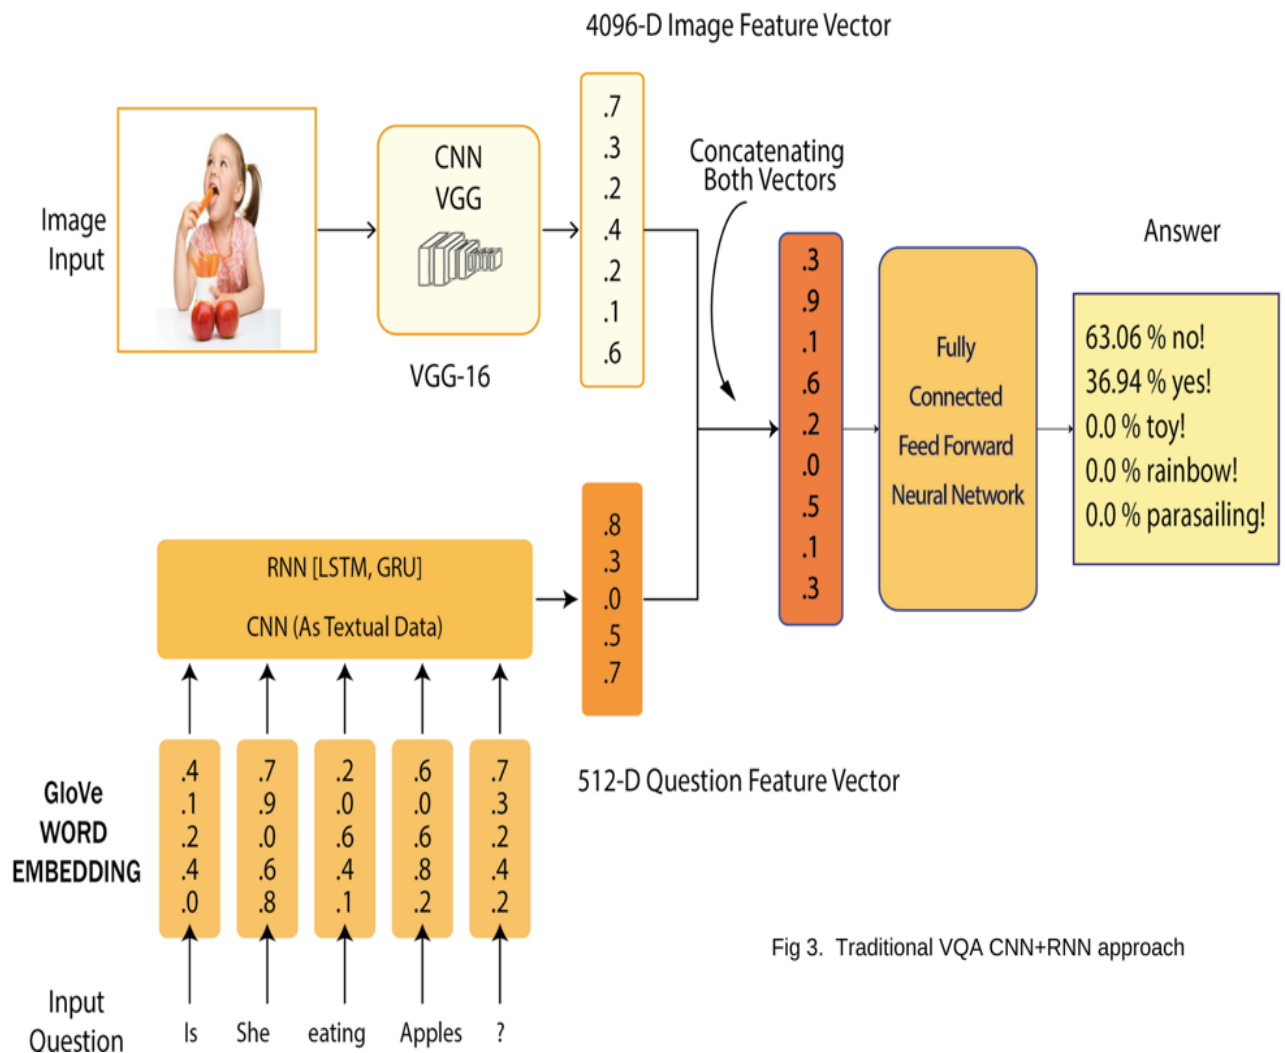 4096-D Image Feature Vector
Image
Input
CNN
VGG
VGG-16
.7
.3
.2
.4
.2
.1
.6
Concatenating
Both Vectors
.3
.9
.1
.6
.2
.0
.5
.1
.3
Fully
Connected
Feed Forward
Neural Network
Answer
63.06 % no!
36.94 % yes!
0.0 % toy!
0.0 % rainbow!
0.0 % parasailing!
RNN [LSTM, GRU]
CNN (As Textual Data)
.8
.3
.0
.5
.7
512-D Question Feature Vector
GloVe
WORD
EMBEDDING
.4 .7 .2 .6 .7
.1 .9 .0 .0 .3
.2 .0 .6 .6 .2
.4 .6 .4 .8 .4
.0 .8 .1 .2 .2
Input
Question
Is She eating Apples ?
Fig 3. Traditional VQA CNN+RNN approach